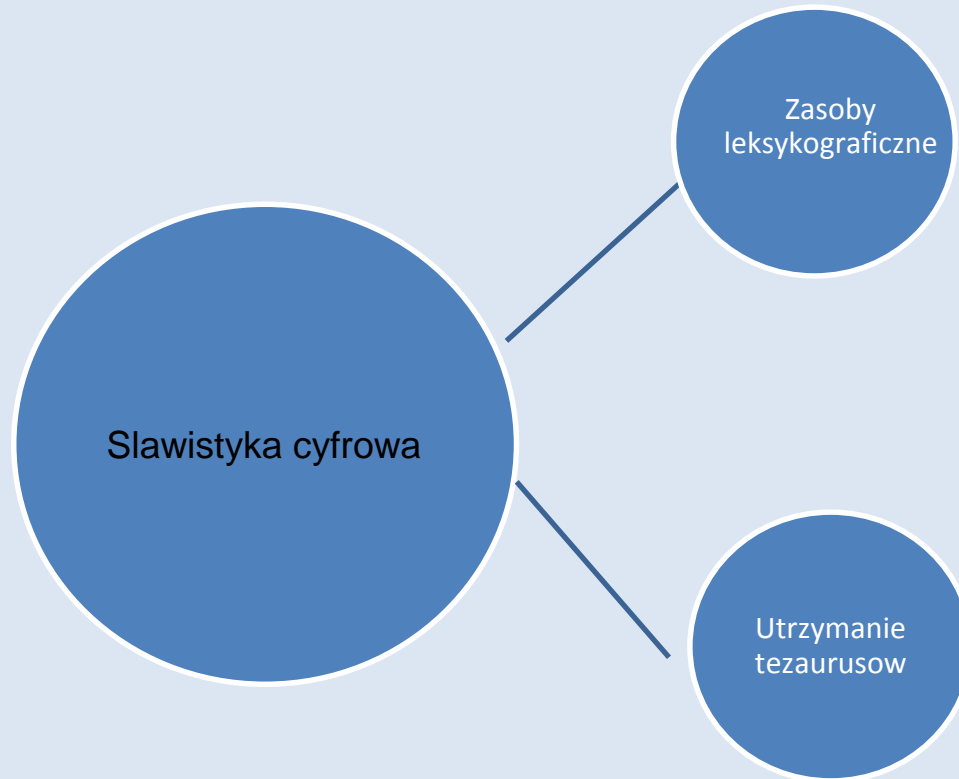 Zasoby
leksykograficzne
Slawistyka cyfrowa
Utrzymanie
tezaurusow